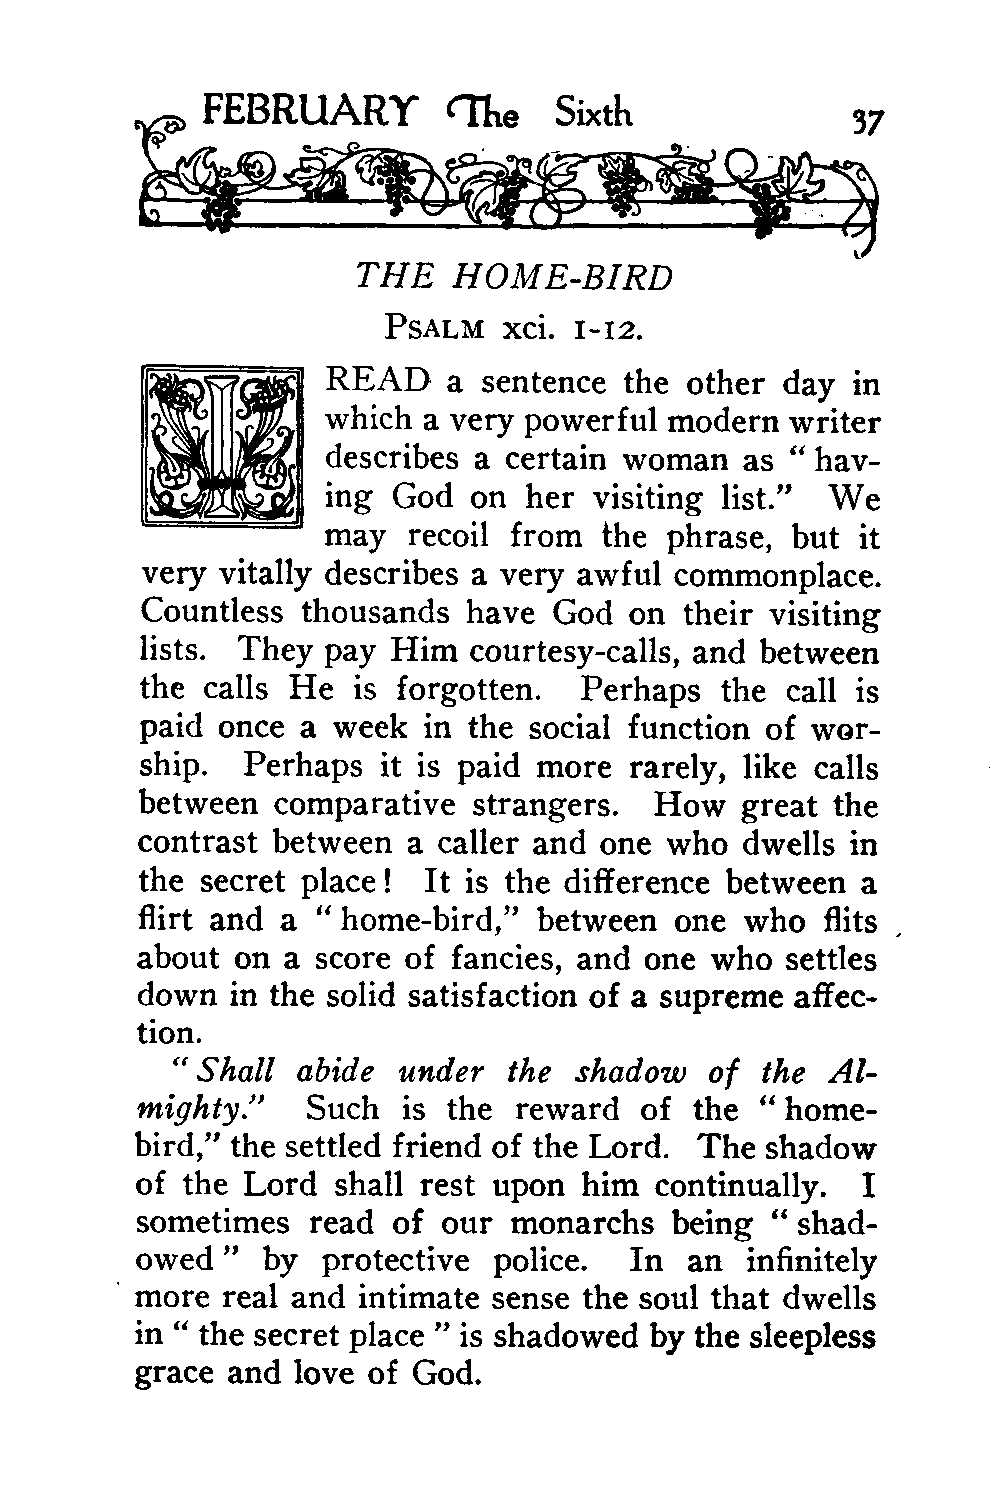 FEBRUARY The Sixth 37
THE HOME-BIRD
PSALM xci. 1-12.
I READ a sentence the other day in
which a very powerful modern writer
describes a certain woman as “ hav-
ing God on her visiting list.” We
may recoil from the phrase, but it
very vitally describes a very awful commonplace.
Countless thousands have God on their visiting
lists. They pay Him courtesy-calls, and between
the calls He is forgotten. Perhaps the call is
paid once a week in the social function of wor-
ship. Perhaps it is paid more rarely, like calls
between comparative strangers. How great the
contrast between a caller and one who dwells in
the secret place! It is the difference between a
flirt and a “ home-bird,” between one who flits
about on a score of fancies, and one who settles
down in the solid satisfaction of a supreme affec-
tion.
“ Shall abide under the shadow of the Al-
mighty.” Such is the reward of the “ home-
bird,” the settled friend of the Lord. The shadow
of the Lord shall rest upon him continually. I
sometimes read of our monarchs being “ shad-
owed ” by protective police. In an infinitely
more real and intimate sense the soul that dwells
in “ the secret place ” is shadowed by the sleepless
grace and love of God.